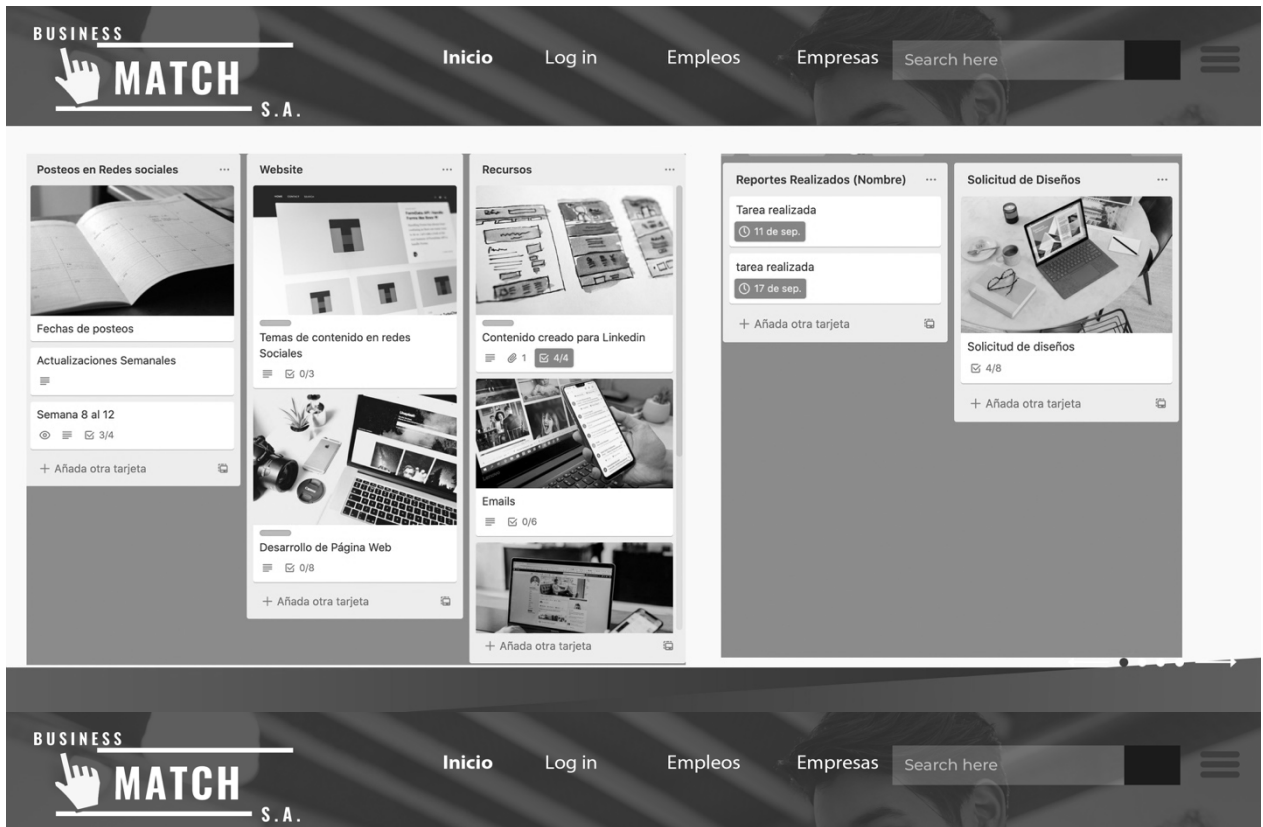 BUSINESS
MATCH
S.A.
Inicio
Log in
Empleos
Empresas
Search here
Posteos en Redes sociales
Fechas de posteos
Actualizaciones Semanales
Semana 8 al 12
3/4
+ Añada otra tarjeta
Website
Temas de contenido en redes
Sociales
0/3
Desarrollo de Página Web
0/8
+ Añada otra tarjeta
Recursos
Contenido creado para Linkedin
1
4/4
Emails
0/6
+ Añada otra tarjeta
Reportes Realizados (Nombre)
Tarea realizada
11 de sep.
tarea realizada
17 de sep.
+ Añada otra tarjeta
Solicitud de Diseños
Solicitud de diseños
4/8
+ Añada otra tarjeta
BUSINESS
MATCH
S.A.
Inicio
Log in
Empleos
Empresas
Search here